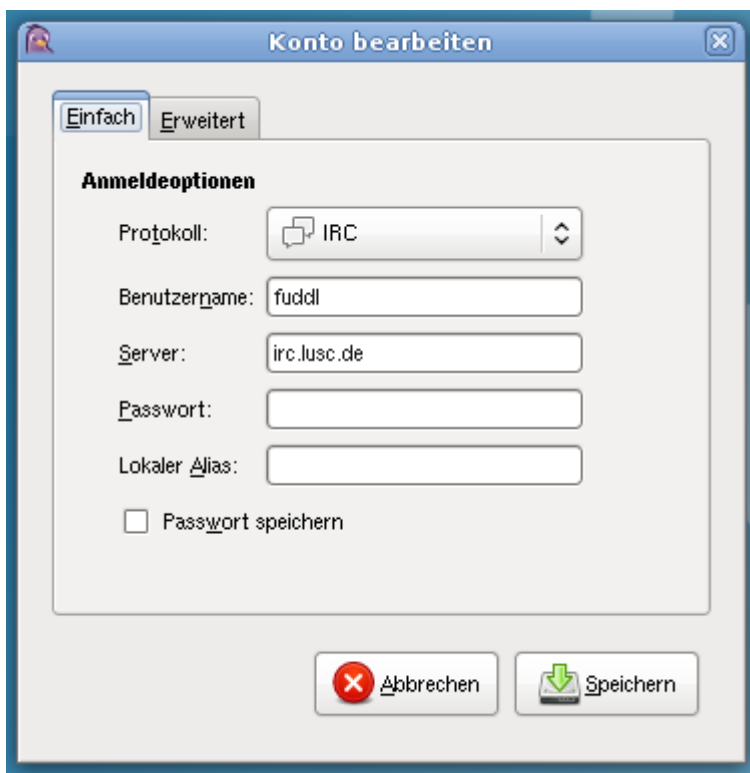 Konto bearbeiten
Einfach Erweitert
Anmeldeoptionen
Protokoll: IRC
Benutzername: fuddl
Server: irc.lusc.de
Passwort:
Lokaler Alias:
Passwort speichern
Abbrechen Speichern